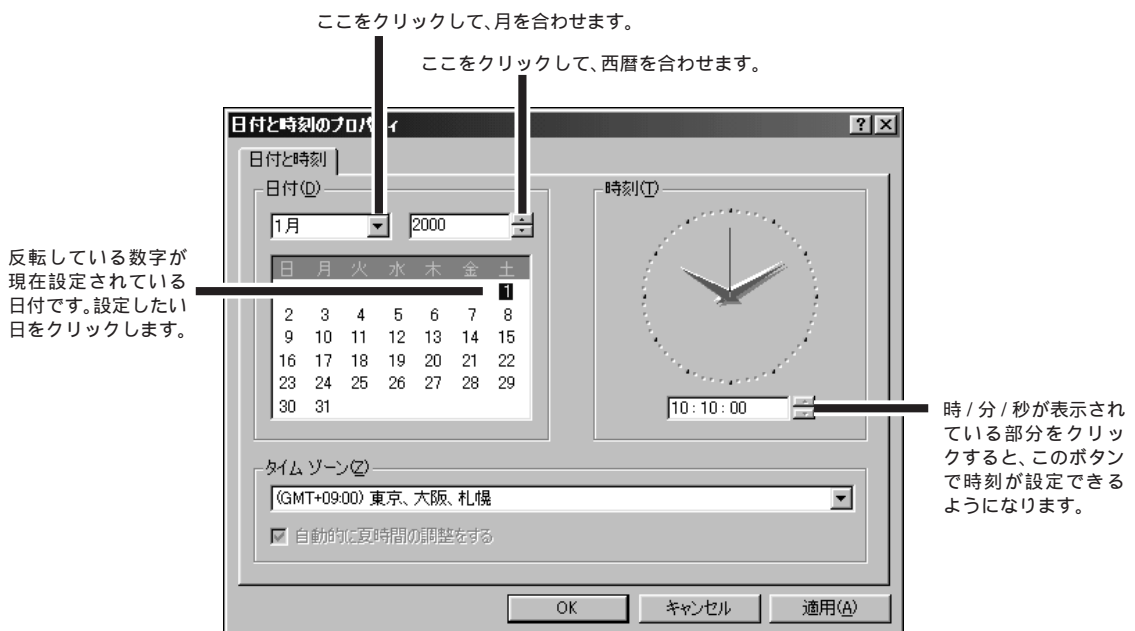 ここをクリックして、月を合わせます。
ここをクリックして、西暦を合わせます。
日付と時刻のプロパティ
日付と時刻
日付(D)
時刻(T)
1月 2000
日 月 火 水 木 金 土
1
2 3 4 5 6 7 8
9 10 11 12 13 14 15
16 17 18 19 20 21 22
23 24 25 26 27 28 29
30 31
反転している数字が
現在設定されている
日付です。設定したい
日をクリックします。
10:10:00
時/分/秒が表示され
ている部分をクリッ
クすると、このボタン
で時刻が設定できる
ようになります。
タイム ゾーン(Z)
(GMT+09:00) 東京、大阪、札幌
自動的に夏時間の調整をする
OK キャンセル 適用(A)